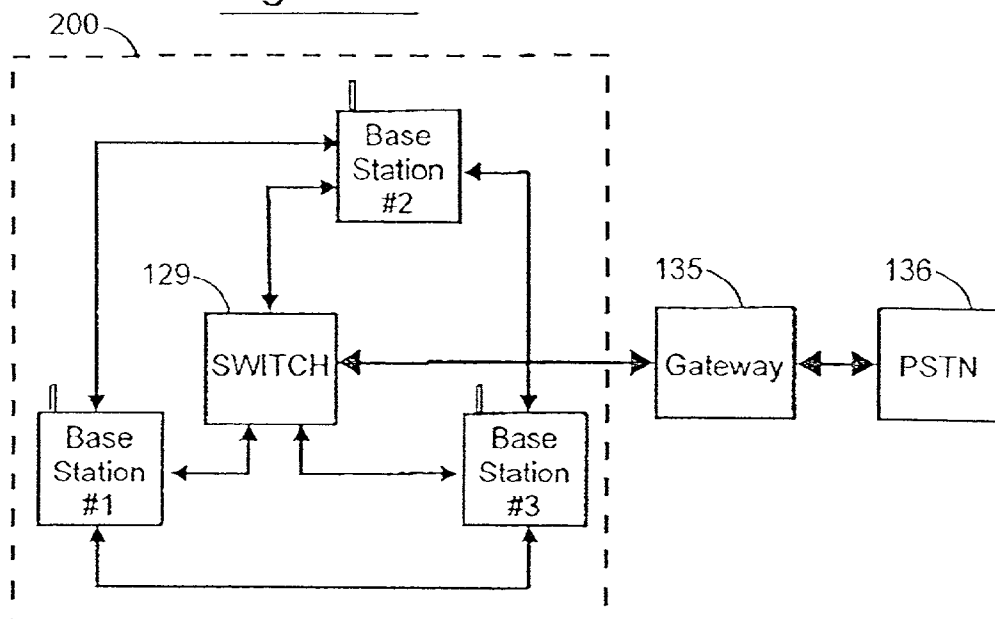 200
Base
Station
#2
129
SWITCH
135
Gateway
136
PSTN
Base
Station
#1
Base
Station
#3